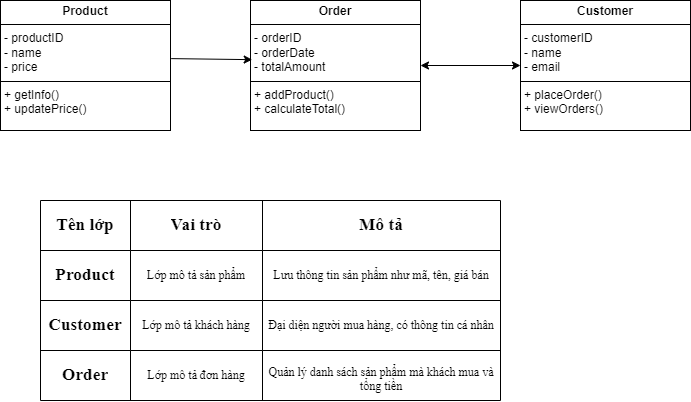 Product
- productID
- name
- price
+ getInfo()
+ updatePrice()
Order
- orderID
- orderDate
- totalAmount
+ addProduct()
+ calculateTotal()
Customer
- customerID
- name
- email
+ placeOrder()
+ viewOrders()
Tên lớp Vai trò Mô tả
Product Lớp mô tả sản phẩm Lưu thông tin sản phẩm như mã, tên, giá bán
Customer Lớp mô tả khách hàng Đại diện người mua hàng, có thông tin cá nhân
Order Lớp mô tả đơn hàng Quản lý danh sách sản phẩm mà khách mua và
tổng tiền